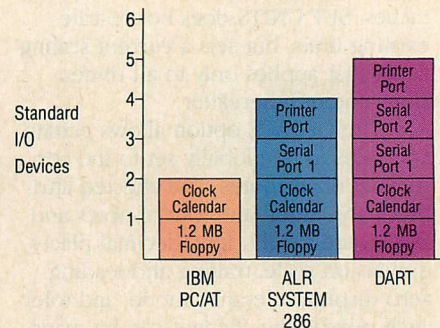 6
5
4
3
2
1
Standard
I/O
Devices
Clock
Calendar
1.2 MB
Floppy
Printer
Port
Serial
Port 1
Clock
Calendar
1.2 MB
Floppy
Printer
Port
Serial
Port 2
Serial
Port 1
Clock
Calendar
1.2 MB
Floppy
IBM
PC/AT
ALR
SYSTEM
286
DART